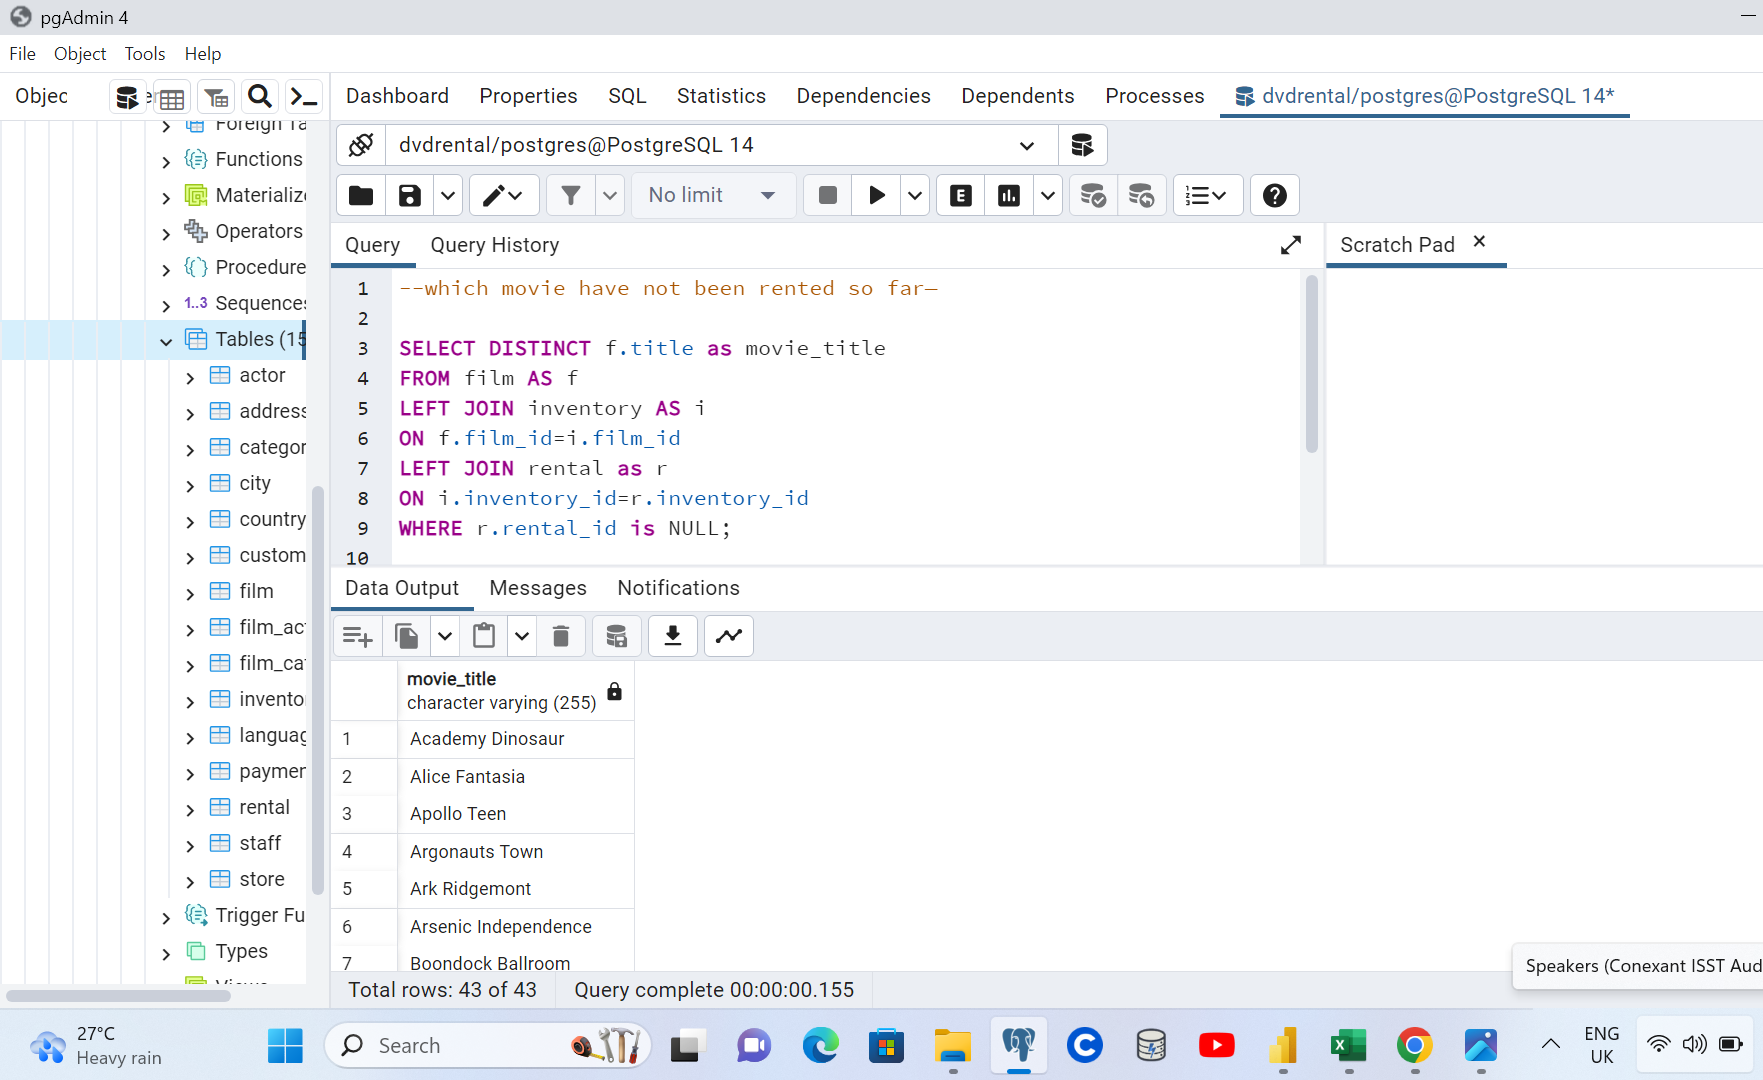 pgAdmin 4
File Object Tools Help
Objec
Dashboard Properties SQL Statistics Dependencies Dependents Processes dvdrental/postgres@PostgreSQL 14*
dvdrental/postgres@PostgreSQL 14
No limit
Query Query History
Scratch Pad
Foreign Ta
Functions
Materialize
Operators
Procedure
1..3 Sequences
Tables (15
actor
address
categor
city
country
custom
film
film_ac
film_ca
invento
languag
paymen
rental
staff
store
Trigger Fu
Types
Views
1 --which movie have not been rented so far—
2
3 SELECT DISTINCT f.title as movie_title
4 FROM film AS f
5 LEFT JOIN inventory AS i
6 ON f.film_id=i.film_id
7 LEFT JOIN rental as r
8 ON i.inventory_id=r.inventory_id
9 WHERE r.rental_id is NULL;
10
Data Output Messages Notifications
movie_title
character varying (255)
1 Academy Dinosaur
2 Alice Fantasia
3 Apollo Teen
4 Argonauts Town
5 Ark Ridgemont
6 Arsenic Independence
7 Boondock Ballroom
Total rows: 43 of 43 Query complete 00:00:00.155
Speakers (Conexant ISST Aud
27°C
Heavy rain
Search
ENG
UK